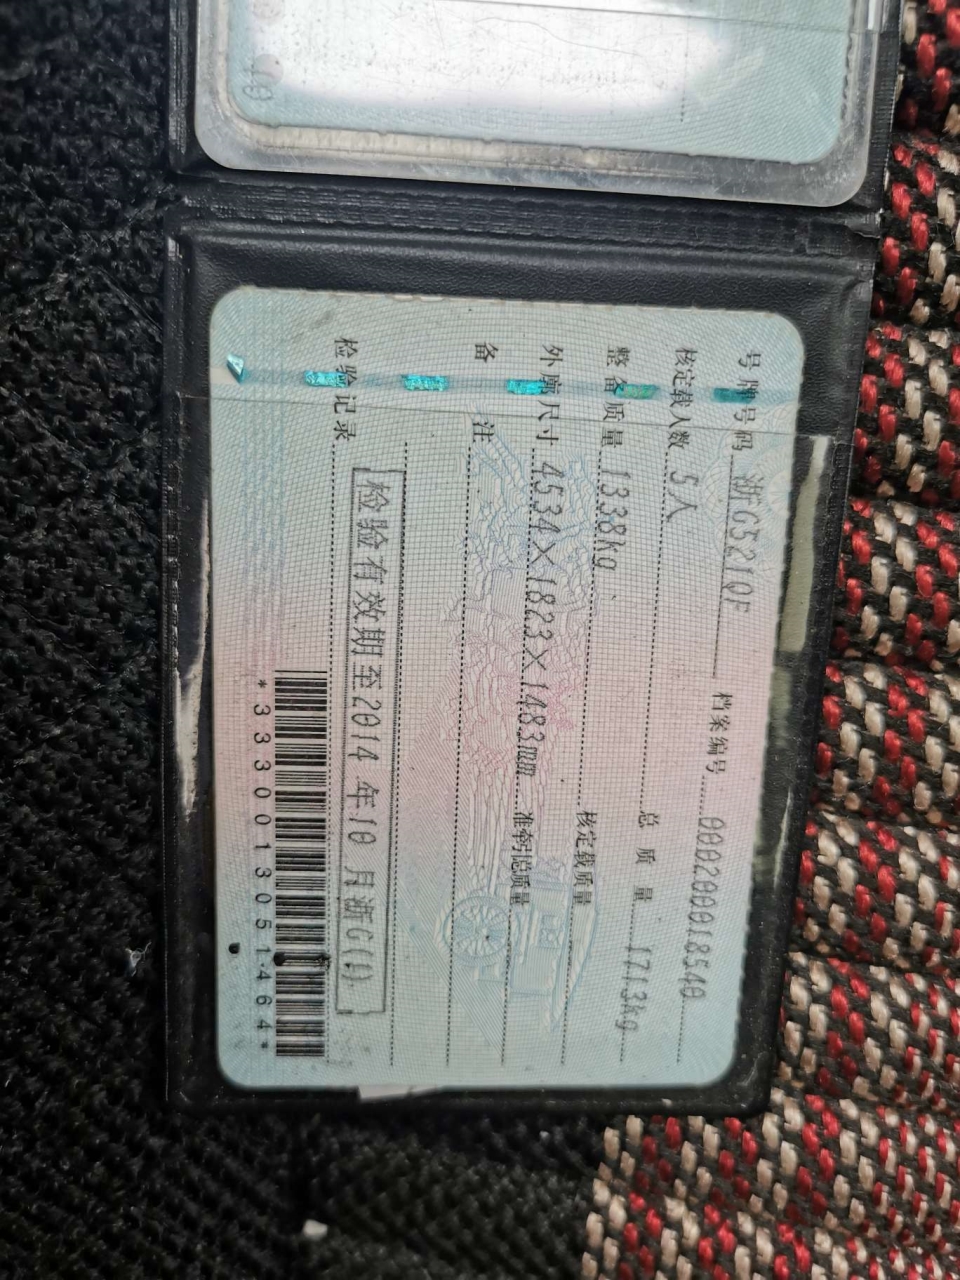 号牌号码 浙G521QF 档案编号 000200018540
核定载人数 5人 总质量 1713kg
整备质量 1338kg 核定载质量
外廓尺寸 4534×1823×1483mm 准牵引总质量
备注
检验记录
检验有效期至2014年10月浙G(J)
*3330013051464*